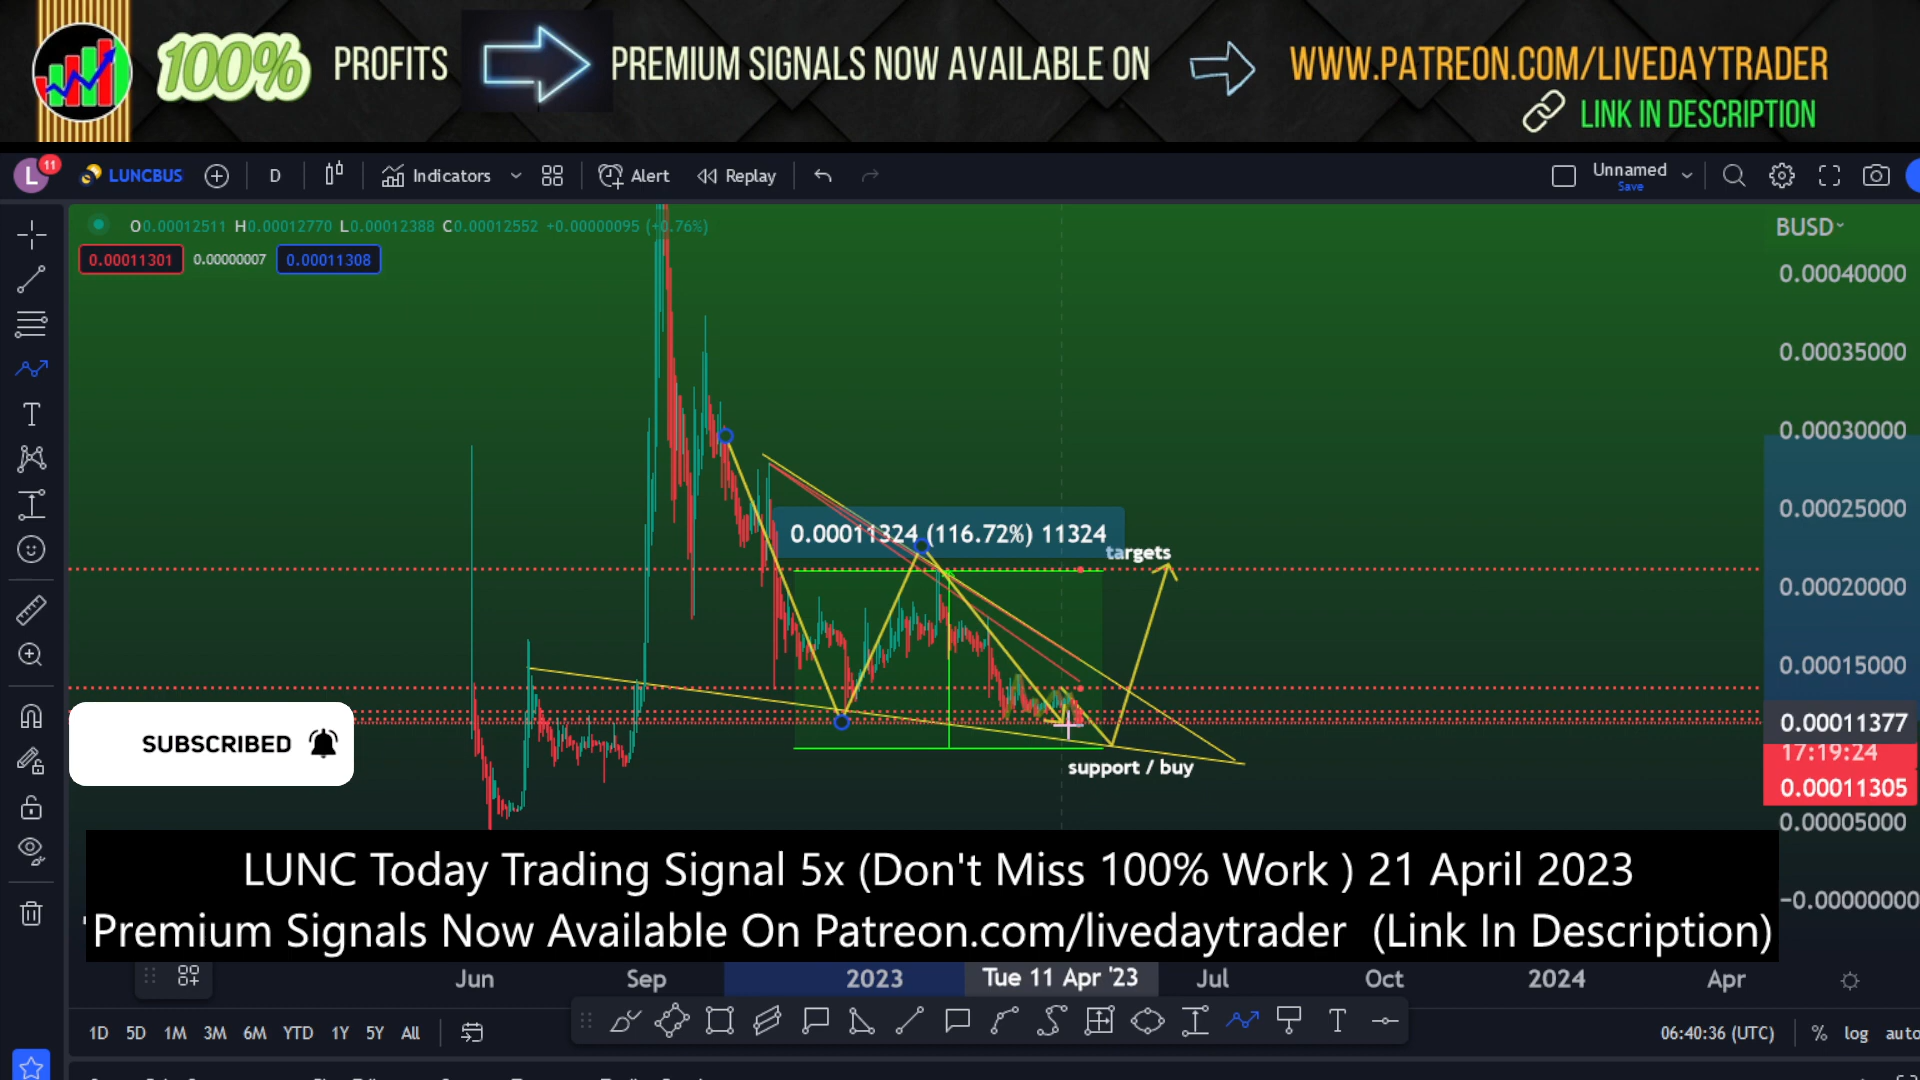 100% PROFITS PREMIUM SIGNALS NOW AVAILABLE ON WWW.PATREON.COM/LIVEDAYTRADER
LINK IN DESCRIPTION
L 11 LUNCBUS D Indicators Alert Replay Unnamed
Save
O0.00012511 H0.00012770 L0.00012388 C0.00012552 +0.00000095 (+0.76%)
BUSD
0.00011301 0.00000007 0.00011308
0.00040000
0.00035000
0.00030000
0.00025000
0.00011324 (116.72%) 11324
targets
0.00020000
0.00015000
0.00011377
SUBSCRIBED
17:19:24
support / buy
0.00011305
0.00005000
LUNC Today Trading Signal 5x (Don't Miss 100% Work ) 21 April 2023
−0.00000000
Premium Signals Now Available On Patreon.com/livedaytrader (Link In Description)
Jun Sep 2023 Tue 11 Apr '23 Jul Oct 2024 Apr
1D 5D 1M 3M 6M YTD 1Y 5Y All 06:40:36 (UTC) % log auto